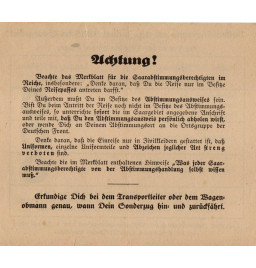 Achtung!
Beachte das Merkblatt für die Saarabstimmungsberechtigten im
Reiche, insbesondere: „Denke daran, daß Du die Reise nur im Besitze
Deines Reisepasses antreten darfst.“
Außerdem mußt Du im Besitze des Abstimmungsausweises sein.
Bist Du beim Antritt der Reise noch nicht im Besitze des Abstimmungs-
ausweises, so unterrichte sofort die im Saargebiet angegebene Anschrift
und teile mit, daß Du den Abstimmungsausweis persönlich abholen wirst,
oder wende Dich an Deinem Abstimmungsort an die Ortsgruppe der
Deutschen Front.
Denke daran, daß die Einreise nur in Zivilkleidern gestattet ist, daß
Uniformen, einzelne Uniformteile und Abzeichen jeglicher Art streng
verboten sind.
Beachte die im Merkblatt enthaltenen Hinweise „Was jeder Saar-
abstimmungsberechtigte von der Abstimmungshandlung selbst wissen
muß.“
Erkundige Dich bei dem Transportleiter oder dem Wagen-
obmann genau, wann Dein Sonderzug hin- und zurückfährt.